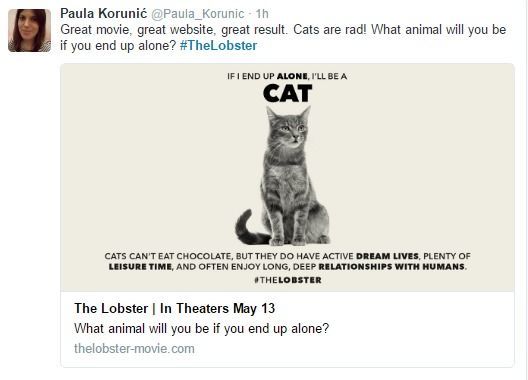 Paula Korunić @Paula_Korunic · 1h
Great movie, great website, great result. Cats are rad! What animal will you be
if you end up alone? #TheLobster
IF I END UP ALONE, I'LL BE A
CAT
CATS CAN'T EAT CHOCOLATE, BUT THEY DO HAVE ACTIVE DREAM LIVES, PLENTY OF
LEISURE TIME, AND OFTEN ENJOY LONG, DEEP RELATIONSHIPS WITH HUMANS.
#THELOBSTER
The Lobster | In Theaters May 13
What animal will you be if you end up alone?
thelobster-movie.com